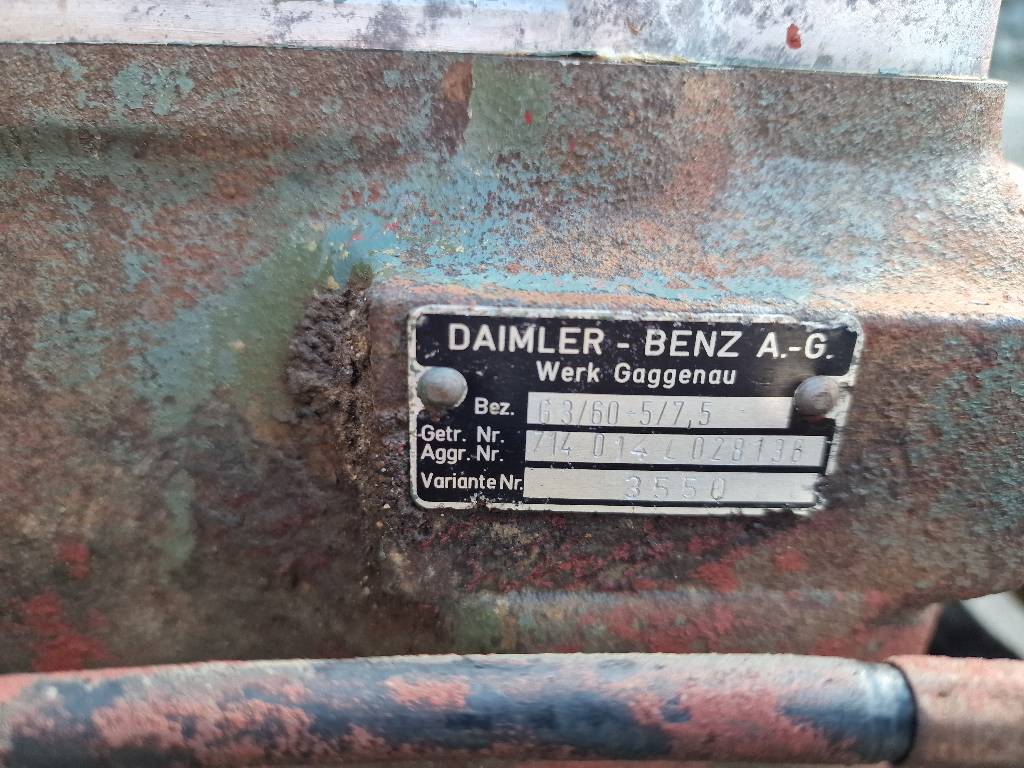 DAIMLER - BENZ A.-G.
Werk Gaggenau
Bez. G 3/60-5/7,5
Getr. Nr.
Aggr. Nr. 714 014 L 028138
Variante Nr. 3550